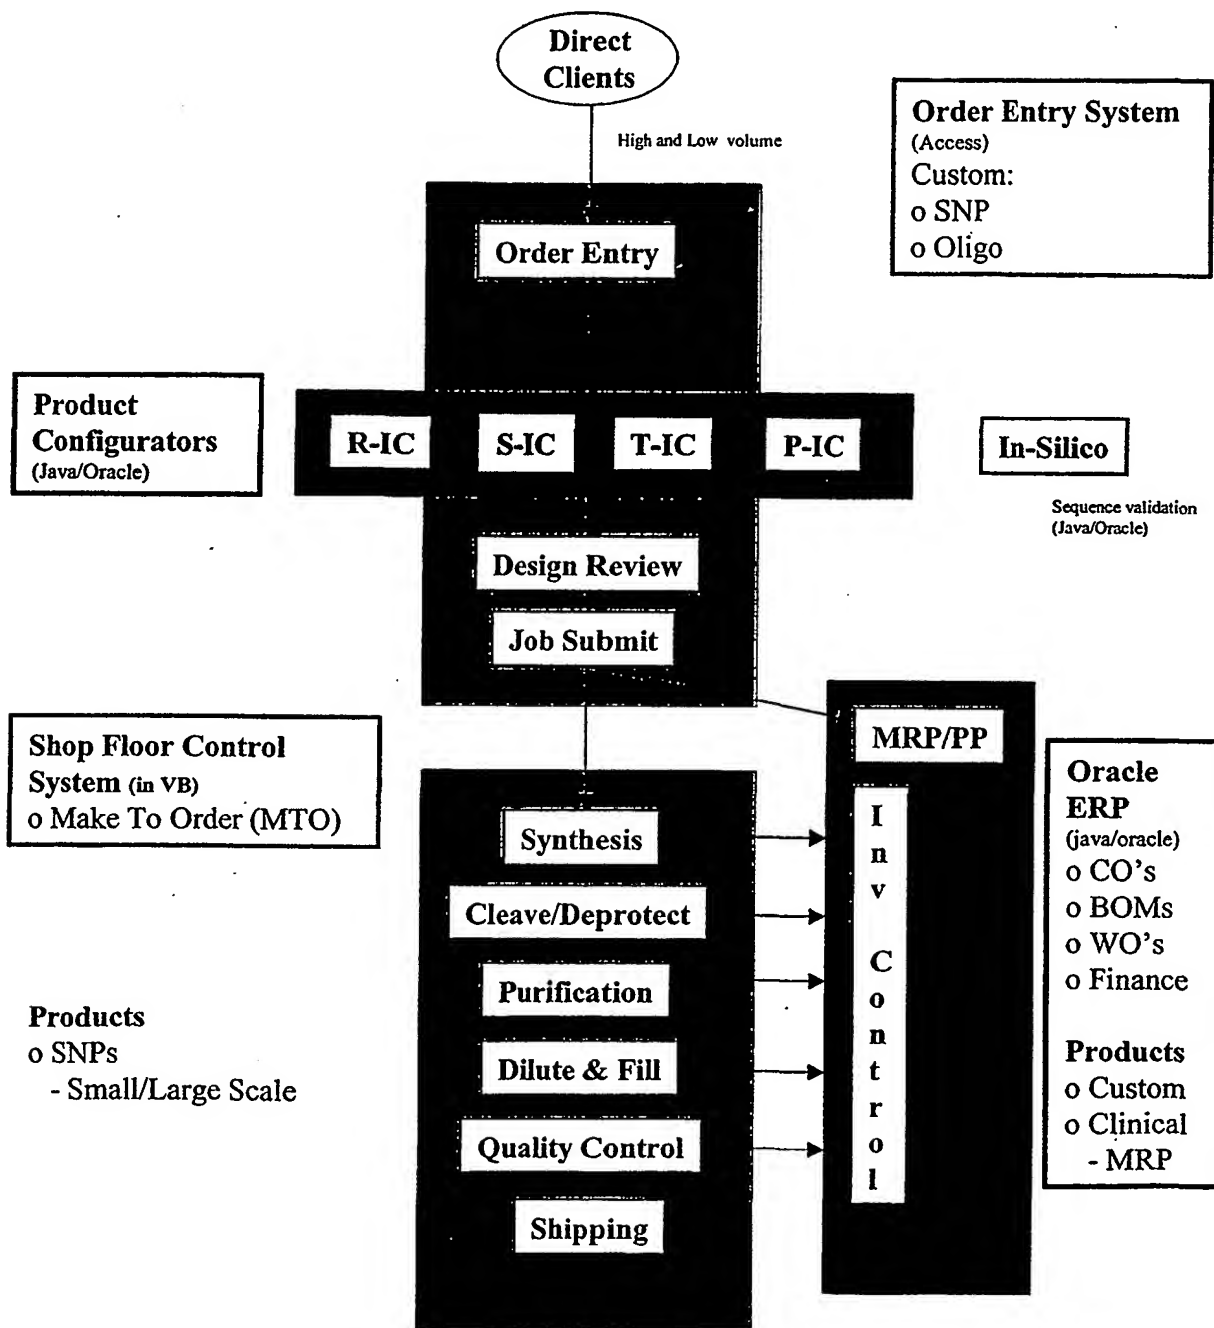 Direct
Clients
High and Low volume
Order Entry System
(Access)
Custom:
o SNP
o Oligo
Order Entry
Product
Configurators
(Java/Oracle)
R-IC
S-IC
T-IC
P-IC
In-Silico
Sequence validation
(Java/Oracle)
Design Review
Job Submit
Shop Floor Control
System (in VB)
o Make To Order (MTO)
MRP/PP
Inv Control
Oracle
ERP
(java/oracle)
o CO's
o BOMs
o WO's
o Finance
Products
o Custom
o Clinical
- MRP
Synthesis
Cleave/Deprotect
Purification
Dilute & Fill
Quality Control
Shipping
Products
o SNPs
- Small/Large Scale